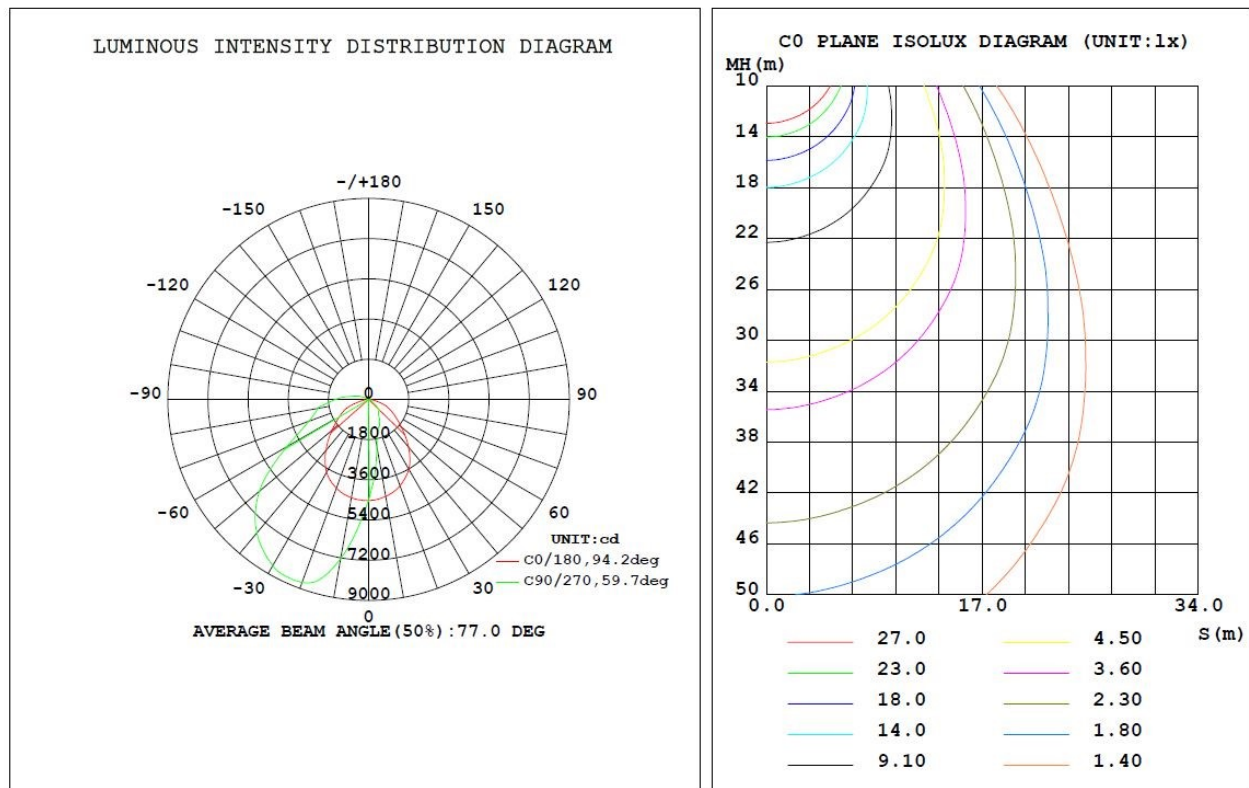 LUMINOUS INTENSITY DISTRIBUTION DIAGRAM
-/+180
-150 150
-120 120
-90 0 90
1800
3600
-60 5400 60
UNIT:cd
C0/180,94.2deg
7200
C90/270,59.7deg
-30 30
9000
0
AVERAGE BEAM ANGLE(50%):77.0 DEG
C0 PLANE ISOLUX DIAGRAM (UNIT:lx)
MH(m)
10
14
18
22
26
30
34
38
42
46
50
0.0 17.0 34.0
S(m)
27.0 4.50
23.0 3.60
18.0 2.30
14.0 1.80
9.10 1.40